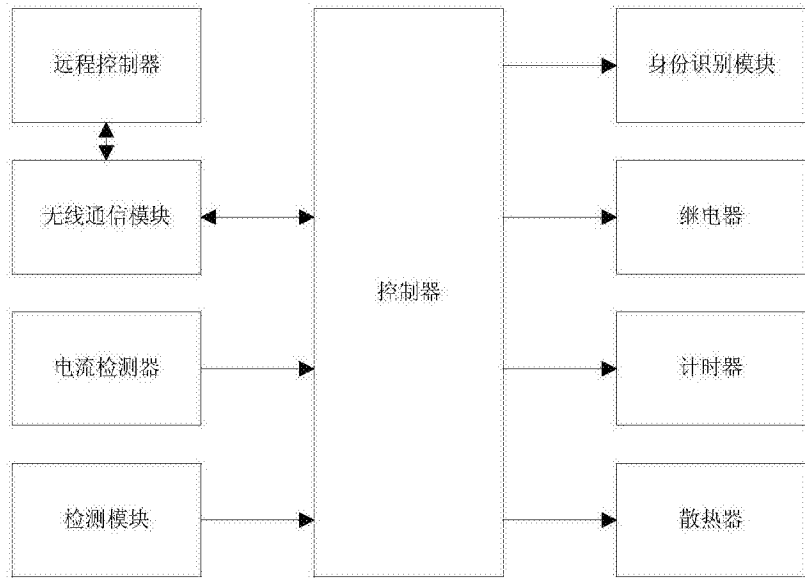 远程控制器
身份识别模块
无线通信模块
继电器
控制器
电流检测器
计时器
检测模块
散热器